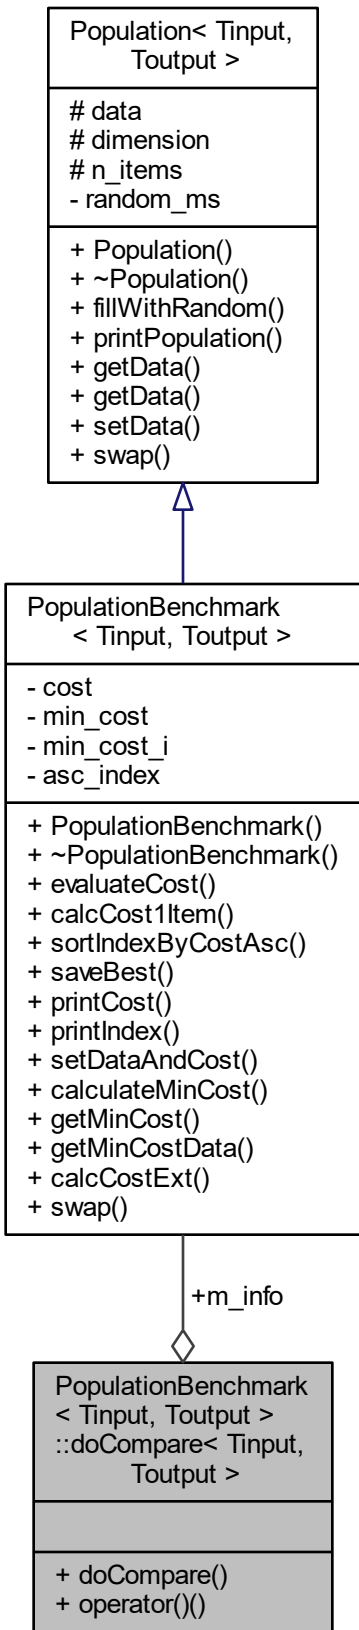 Population< Tinput,
Toutput >
# data
# dimension
# n_items
- random_ms
+ Population()
+ ~Population()
+ fillWithRandom()
+ printPopulation()
+ getData()
+ getData()
+ setData()
+ swap()
PopulationBenchmark
< Tinput, Toutput >
- cost
- min_cost
- min_cost_i
- asc_index
+ PopulationBenchmark()
+ ~PopulationBenchmark()
+ evaluateCost()
+ calcCost1Item()
+ sortIndexByCostAsc()
+ saveBest()
+ printCost()
+ printIndex()
+ setDataAndCost()
+ calculateMinCost()
+ getMinCost()
+ getMinCostData()
+ calcCostExt()
+ swap()
+m_info
PopulationBenchmark
< Tinput, Toutput >
::doCompare< Tinput,
Toutput >
+ doCompare()
+ operator()()